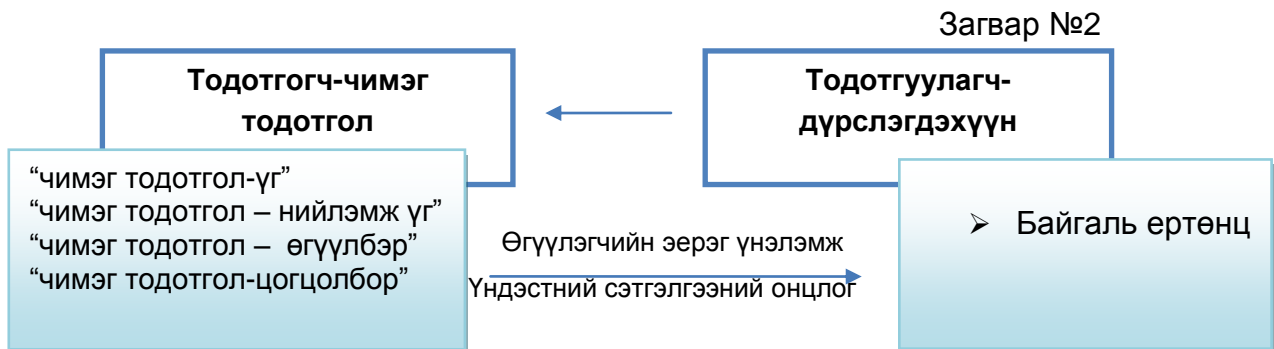 Загвар №2
Тодотгогч-чимэг
тодотгол
Тодотгуулагч-
дүрслэгдэхүүн
“чимэг тодотгол-үг”
“чимэг тодотгол – нийлэмж үг”
“чимэг тодотгол – өгүүлбэр”
“чимэг тодотгол-цогцолбор”
Өгүүлэгчийн эерэг үнэлэмж
Үндэстний сэтгэлгээний онцлог
➢ Байгаль ертөнц